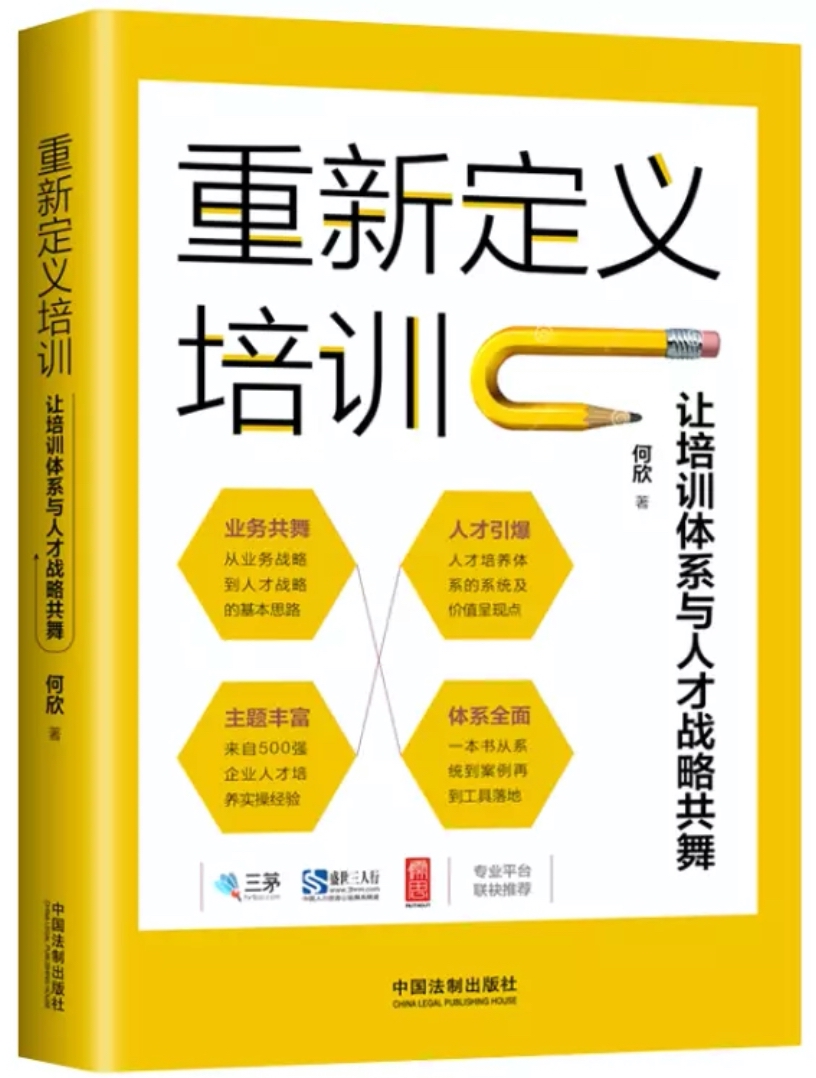 重新定义培训
让培训体系与人才战略共舞
何欣 著
中国法制出版社
CHINA LEGAL PUBLISHING HOUSE
重新定义
培训
让培训体系与人才战略共舞
何欣 著
业务共舞
从业务战略
到人才战略
的基本思路
人才引爆
人才培养体
系的系统及
价值呈现点
主题丰富
来自500强
企业人才培
养实操经验
体系全面
一本书从系
统到案例再
到工具落地
三茅
盛世三人行
儒思
专业平台
联袂推荐
中国法制出版社
CHINA LEGAL PUBLISHING HOUSE